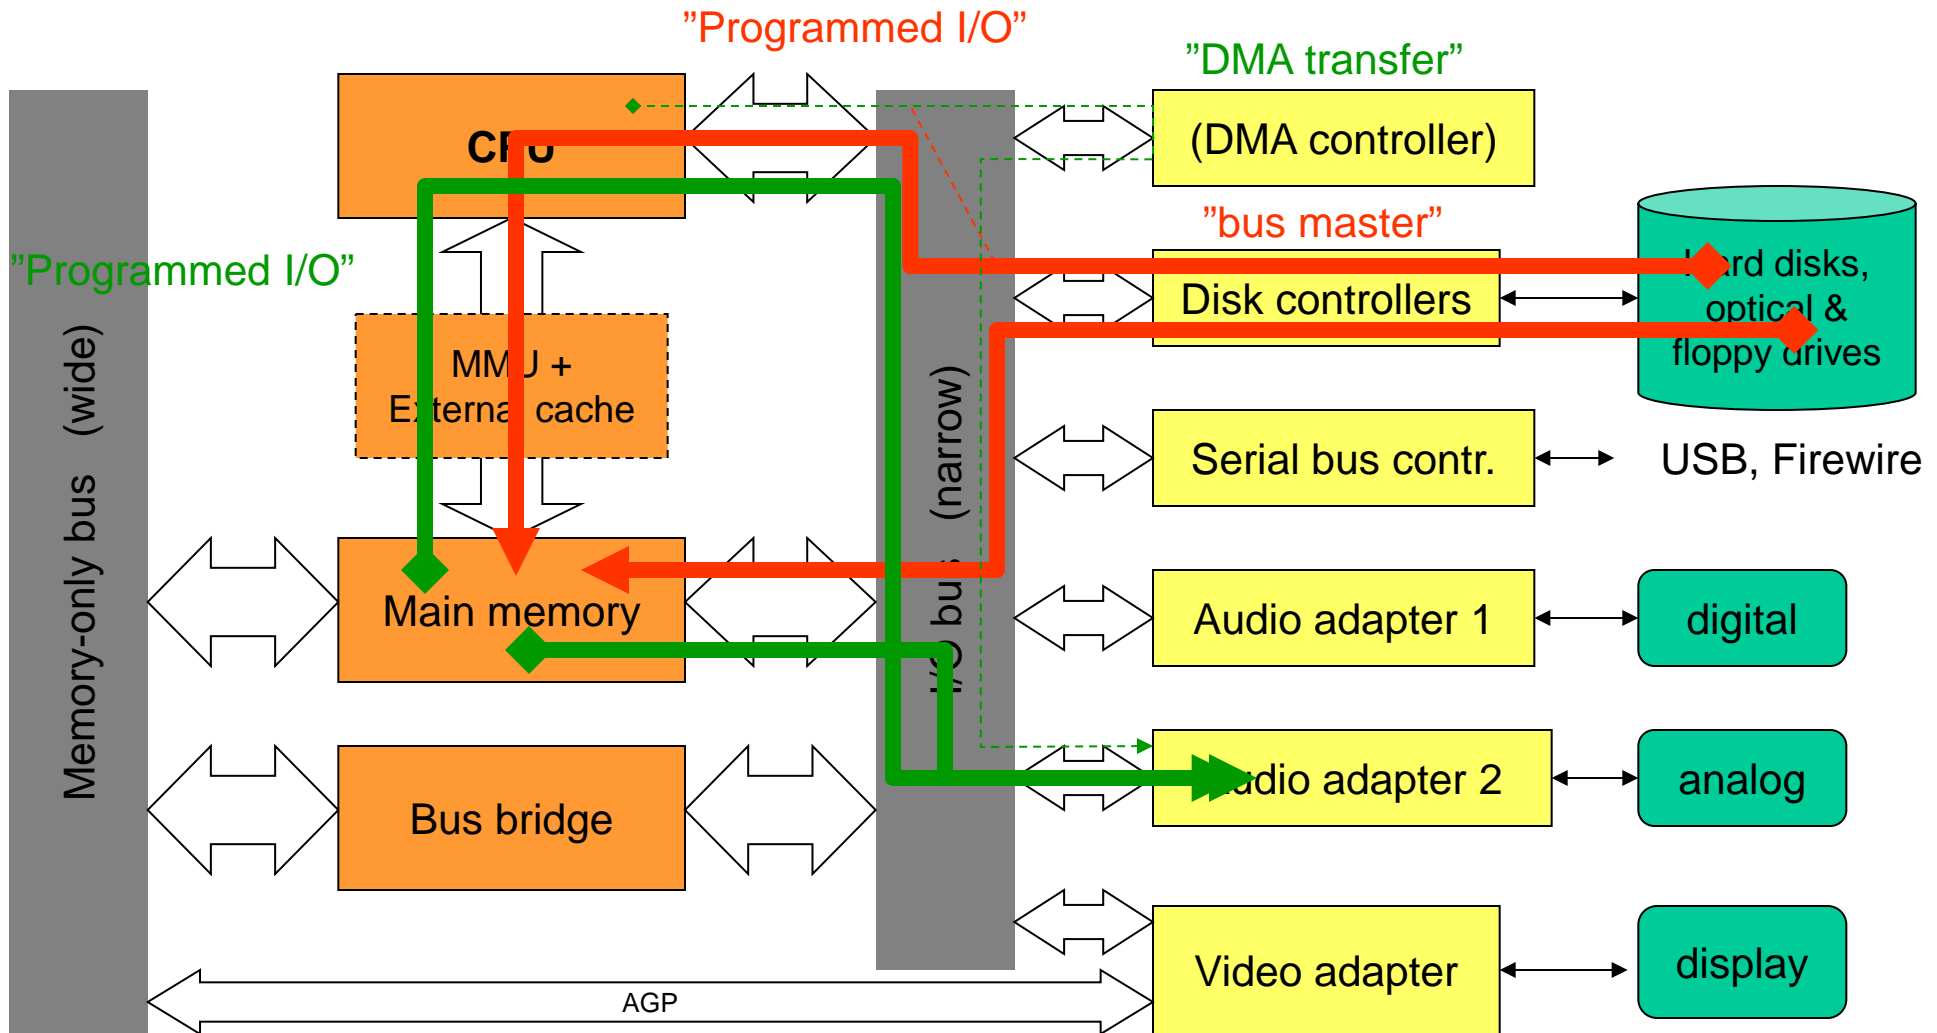 ”Programmed I/O”
”DMA transfer”
(DMA controller)
CPU
”bus master”
”Programmed I/O”
Hard disks,
optical &
floppy drives
Disk controllers
MMU +
External cache
Memory-only bus (wide)
I/O bus (narrow)
Serial bus contr.
USB, Firewire
Main memory
Audio adapter 1
digital
Audio adapter 2
analog
Bus bridge
Video adapter
display
AGP